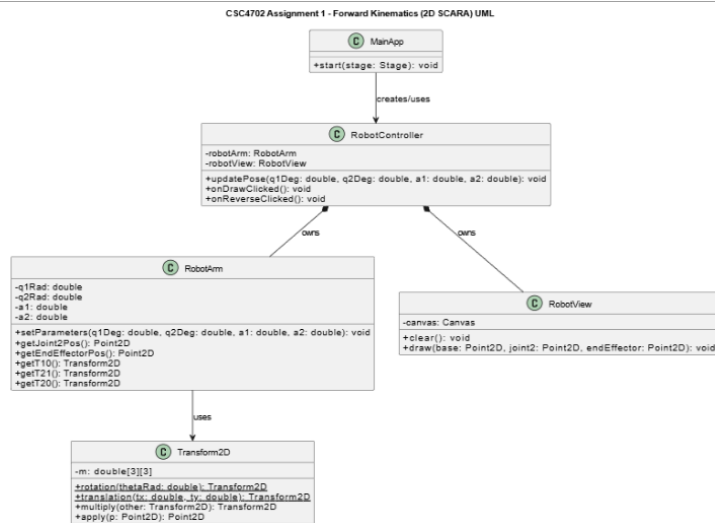 CSC4702 Assignment 1 - Forward Kinematics (2D SCARA) UML
C MainApp
+start(stage: Stage): void
creates/uses
C RobotController
-robotArm: RobotArm
-robotView: RobotView
+updatePose(q1Deg: double, q2Deg: double, a1: double, a2: double): void
+onDrawClicked(): void
+onReverseClicked(): void
owns
owns
C RobotArm
-q1Rad: double
-q2Rad: double
-a1: double
-a2: double
+setParameters(q1Deg: double, q2Deg: double, a1: double, a2: double): void
+getJoint2Pos(): Point2D
+getEndEffectorPos(): Point2D
+getT10(): Transform2D
+getT21(): Transform2D
+getT20(): Transform2D
C RobotView
-canvas: Canvas
+clear(): void
+draw(base: Point2D, joint2: Point2D, endEffector: Point2D): void
uses
C Transform2D
-m: double[3][3]
+rotation(thetaRad: double): Transform2D
+translation(tx: double, ty: double): Transform2D
+multiply(other: Transform2D): Transform2D
+apply(p: Point2D): Point2D